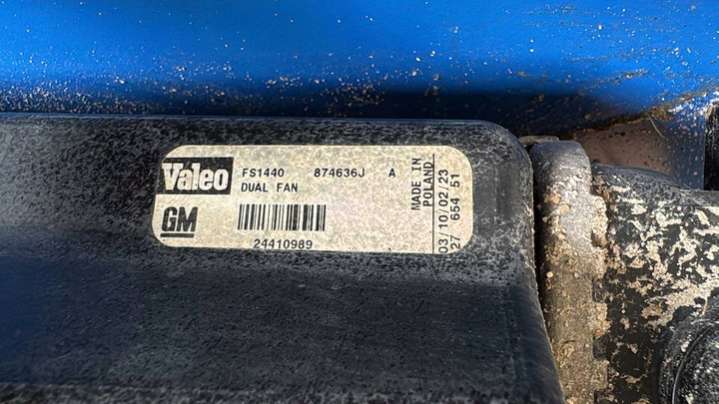 Valeo FS1440 874636J A
DUAL FAN
GM
24410989
MADE IN
POLAND
03 10/02/23
27 654 51